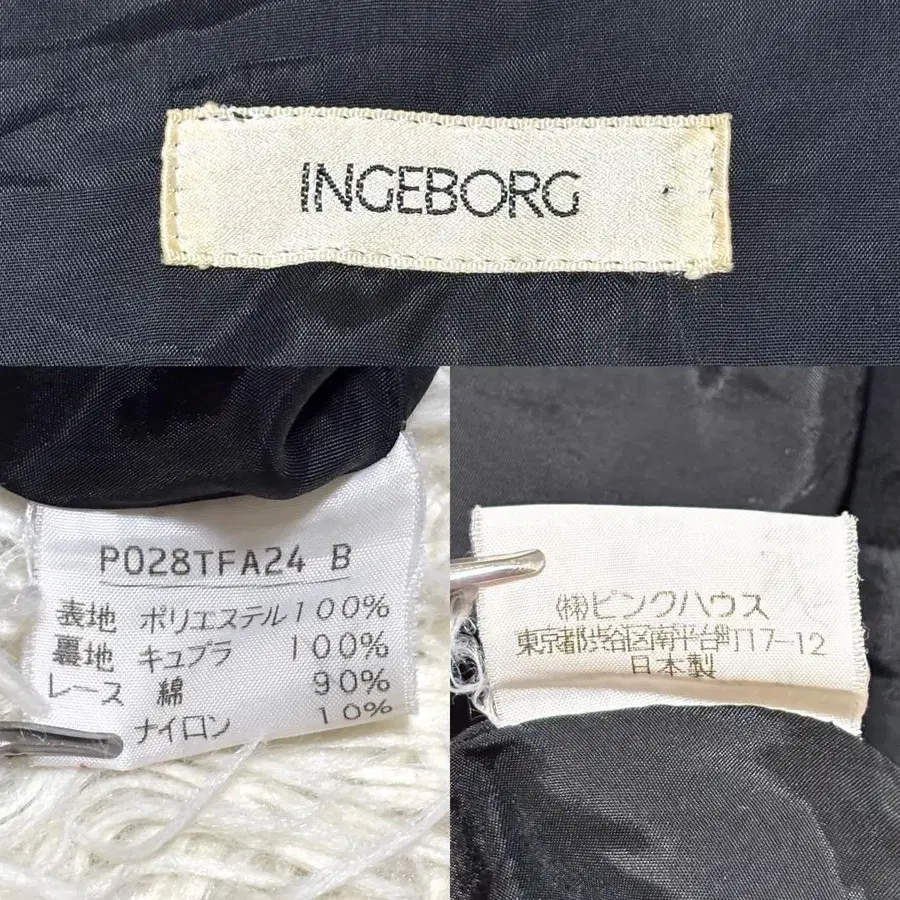 INGEBORG
P028TFA24 B
表地 ポリエステル100%
裏地 キュプラ 100%
レース 綿 90%
ナイロン 10%
(株)ピンクハウス
東京都渋谷区南平台町17-12
日本製